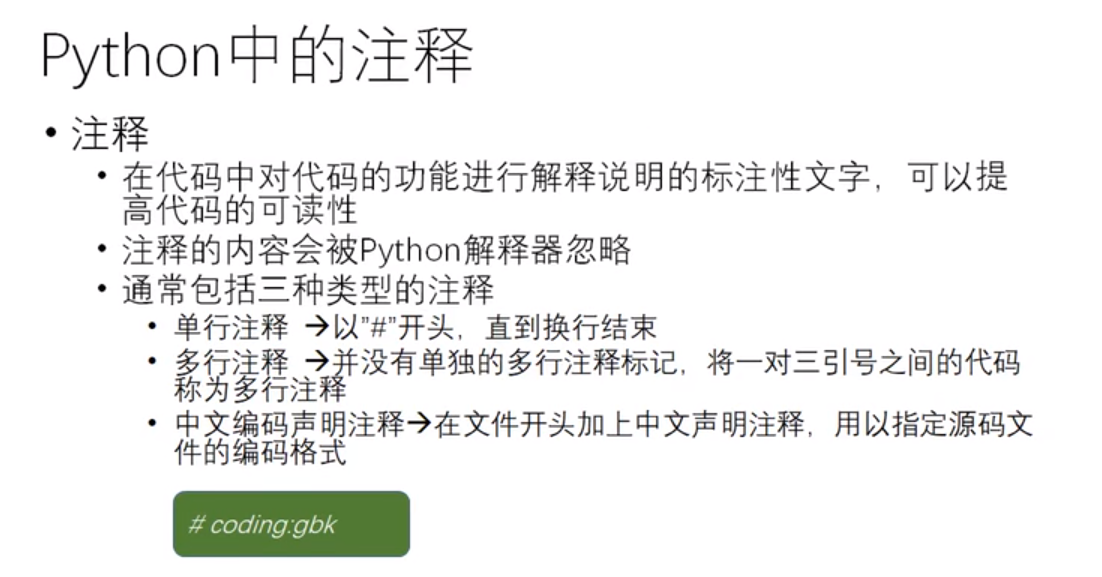 Python中的注释
• 注释
• 在代码中对代码的功能进行解释说明的标注性文字，可以提
高代码的可读性
• 注释的内容会被Python解释器忽略
• 通常包括三种类型的注释
• 单行注释 →以”#”开头，直到换行结束
• 多行注释 →并没有单独的多行注释标记，将一对三引号之间的代码
称为多行注释
• 中文编码声明注释→在文件开头加上中文声明注释，用以指定源码文
件的编码格式
# coding:gbk